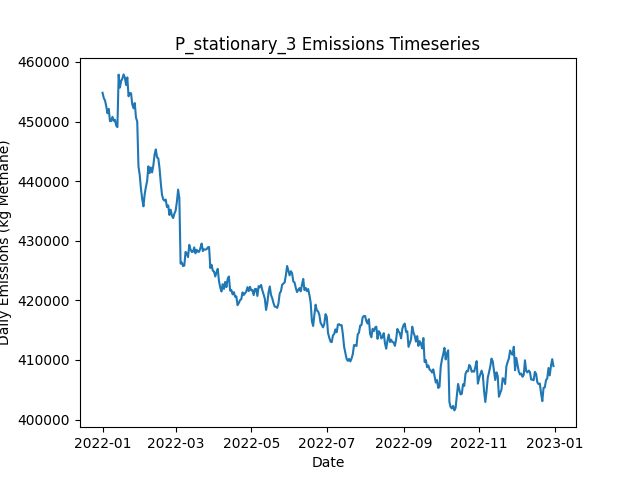 P_stationary_3 Emissions Timeseries
460000
450000
440000
430000
420000
410000
400000
Daily Emissions (kg Methane)
2022-01 2022-03 2022-05 2022-07 2022-09 2022-11 2023-01
Date